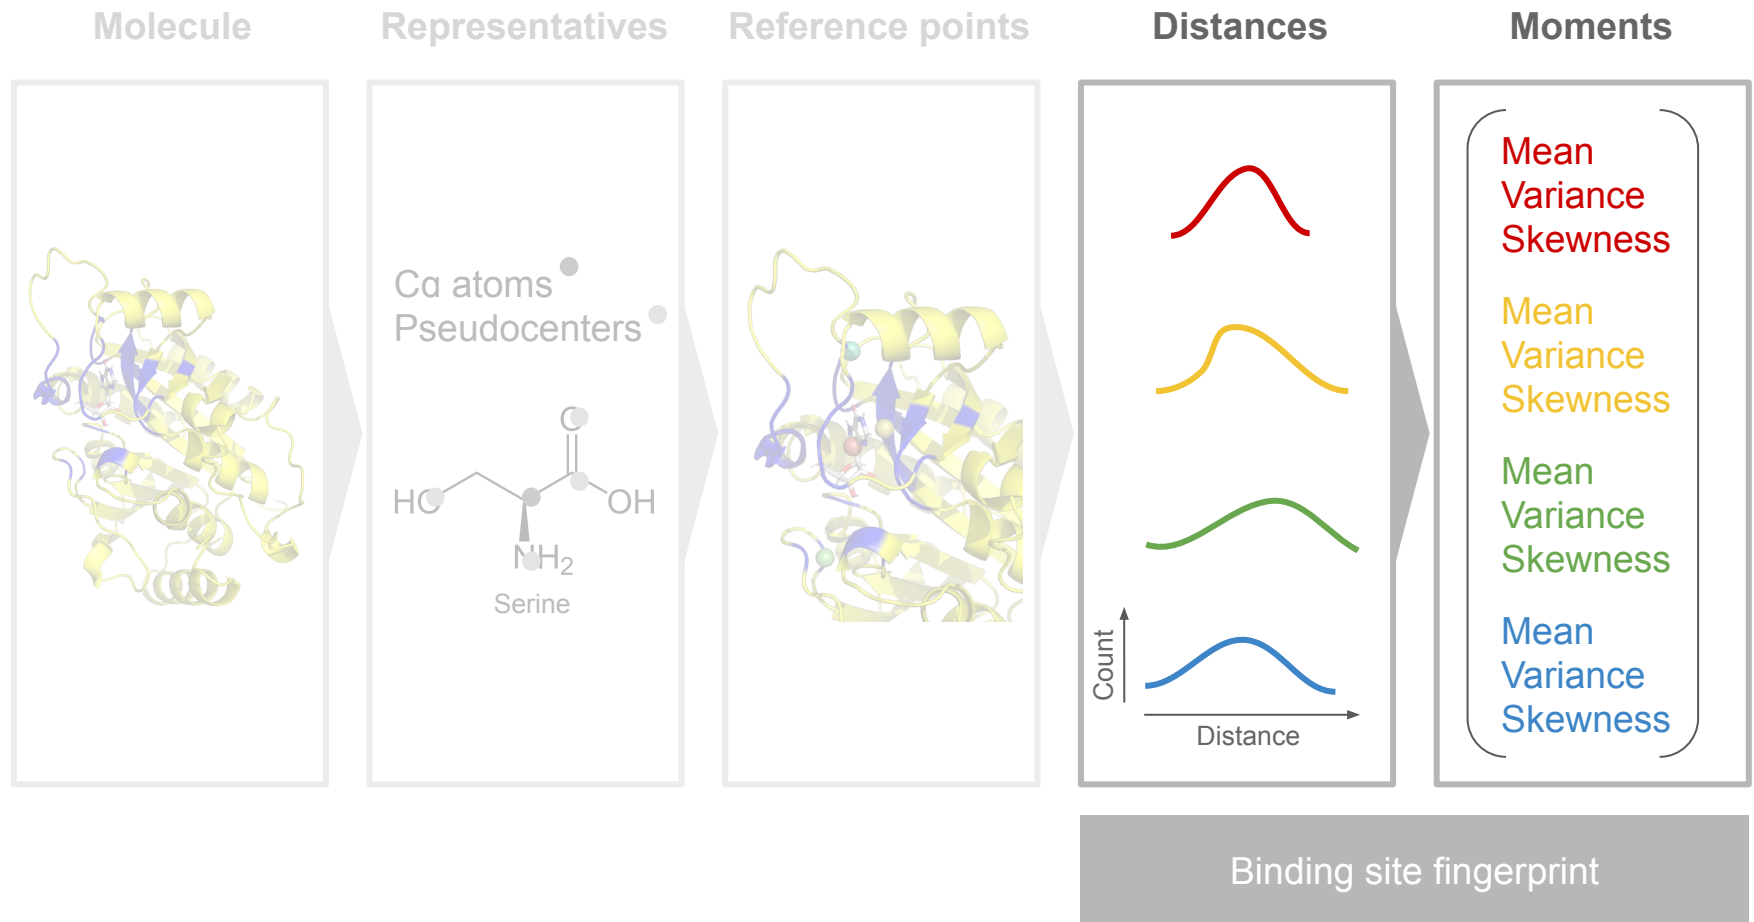 Molecule
Representatives
Reference points
Distances
Moments
Cɑ atoms
Pseudocenters
C
HO
OH
NH2
Serine
Count
Distance
Mean
Variance
Skewness
Mean
Variance
Skewness
Mean
Variance
Skewness
Mean
Variance
Skewness
Binding site fingerprint